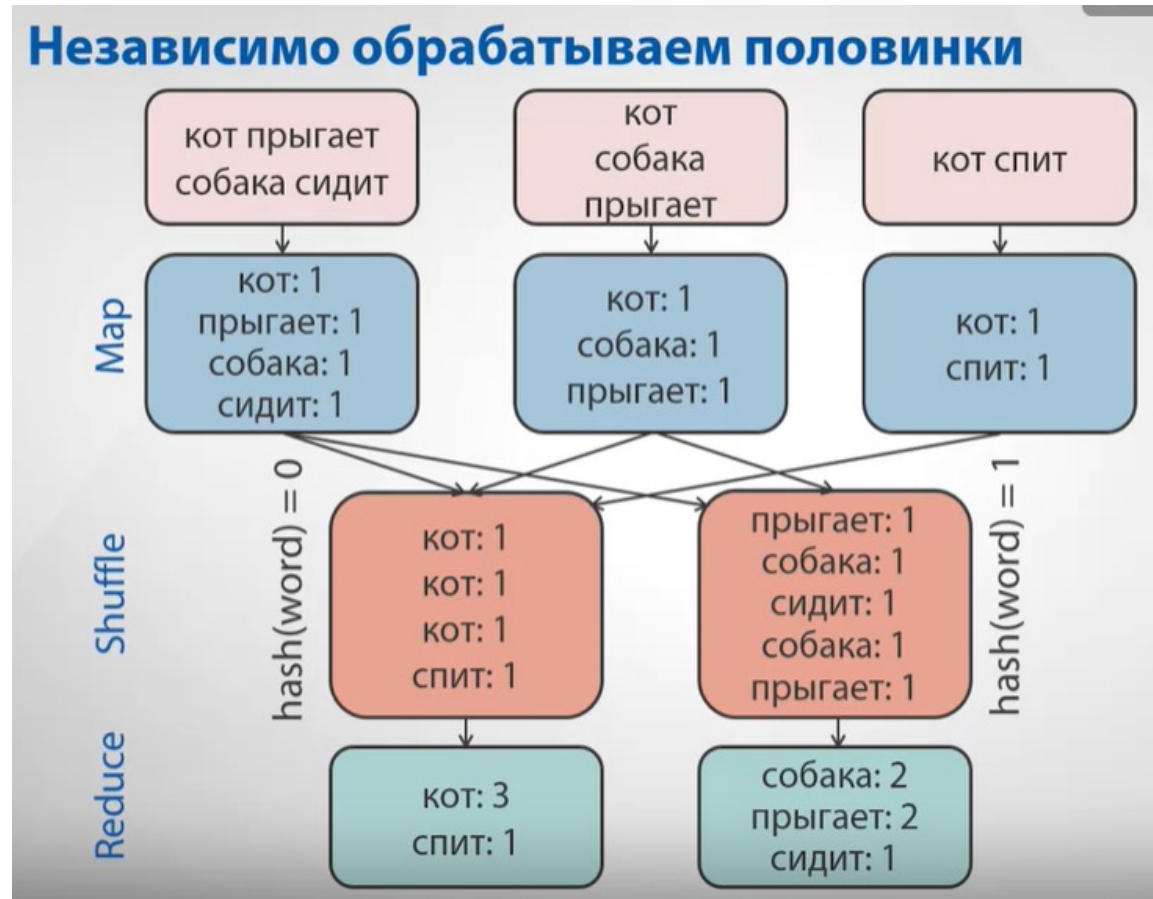 Независимо обрабатываем половинки
кот прыгает
собака сидит
кот
собака
прыгает
кот спит
Map
кот: 1
прыгает: 1
собака: 1
сидит: 1
кот: 1
собака: 1
прыгает: 1
кот: 1
спит: 1
Shuffle
hash(word) = 0
кот: 1
кот: 1
кот: 1
спит: 1
прыгает: 1
собака: 1
сидит: 1
собака: 1
прыгает: 1
hash(word) = 1
Reduce
кот: 3
спит: 1
собака: 2
прыгает: 2
сидит: 1